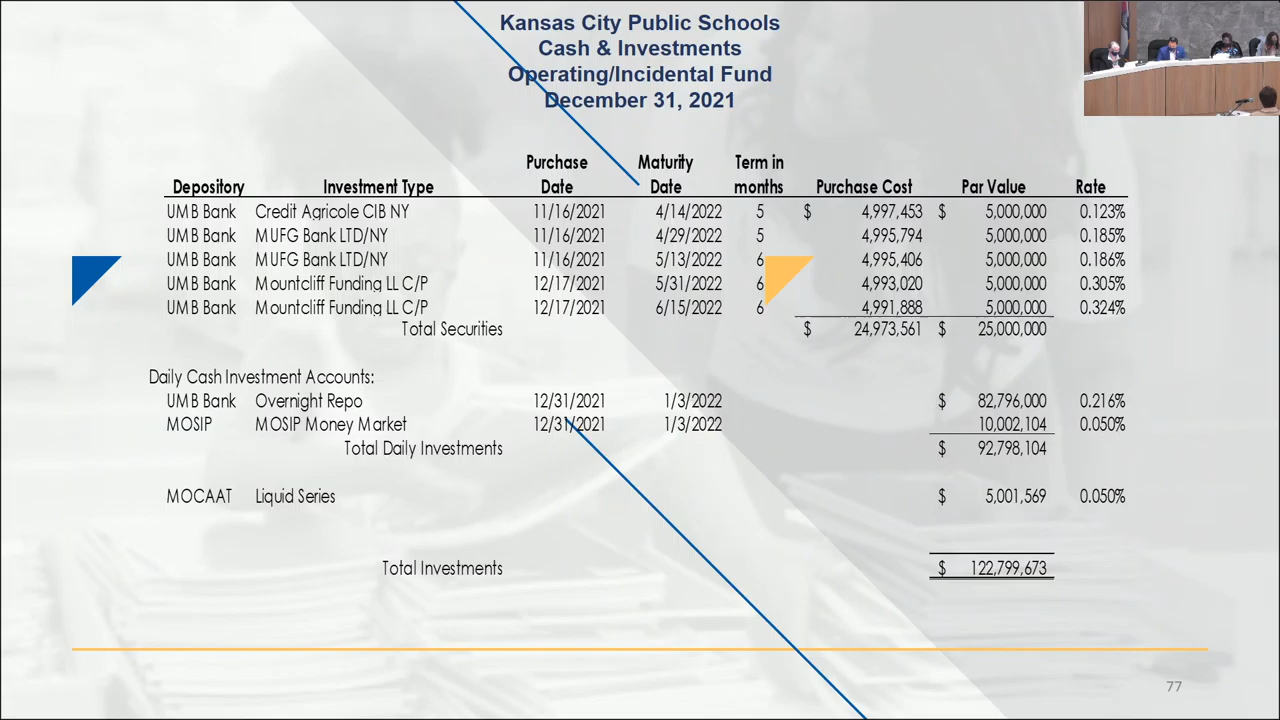 Kansas City Public Schools
Cash & Investments
Operating/Incidental Fund
December 31, 2021
Purchase Maturity Term in
Depository Investment Type Date Date months Purchase Cost Par Value Rate
UMB Bank Credit Agricole CIB NY 11/16/2021 4/14/2022 5 $ 4,997,453 $ 5,000,000 0.123%
UMB Bank MUFG Bank LTD/NY 11/16/2021 4/29/2022 5 4,995,794 5,000,000 0.185%
UMB Bank MUFG Bank LTD/NY 11/16/2021 5/13/2022 6 4,995,406 5,000,000 0.186%
UMB Bank Mountcliff Funding LL C/P 12/17/2021 5/31/2022 6 4,993,020 5,000,000 0.305%
UMB Bank Mountcliff Funding LL C/P 12/17/2021 6/15/2022 6 4,991,888 5,000,000 0.324%
Total Securities $ 24,973,561 $ 25,000,000
Daily Cash Investment Accounts:
UMB Bank Overnight Repo 12/31/2021 1/3/2022 $ 82,796,000 0.216%
MOSIP MOSIP Money Market 12/31/2021 1/3/2022 10,002,104 0.050%
Total Daily Investments $ 92,798,104
MOCAAT Liquid Series $ 5,001,569 0.050%
Total Investments $ 122,799,673
77